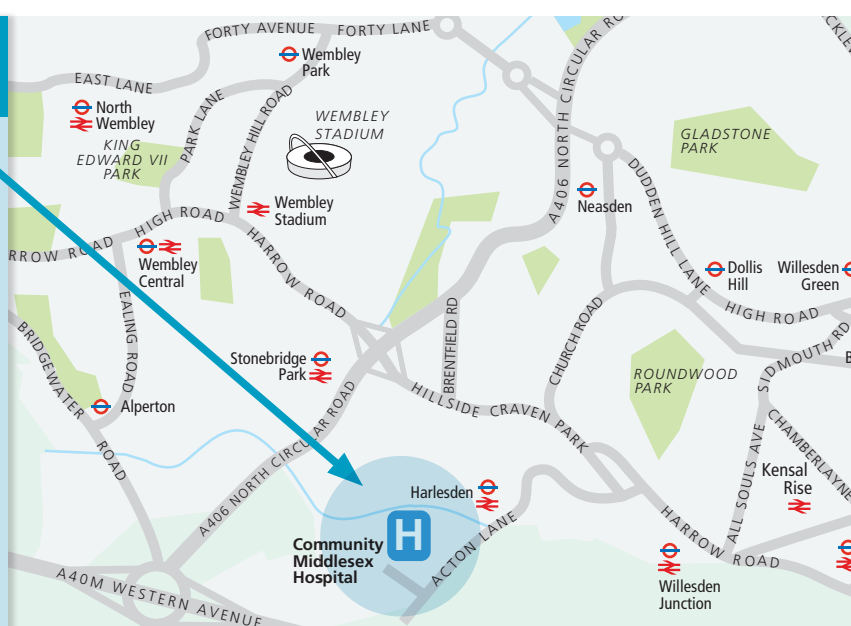 FORTY AVENUE
FORTY LANE
Wembley
Park
EAST LANE
North
Wembley
PARK LANE
WEMBLEY HILL ROAD
WEMBLEY
STADIUM
KING
EDWARD VII
PARK
A406 NORTH CIRCULAR RO
GLADSTONE
PARK
DUDDEN HILL LANE
Neasden
Wembley
Stadium
HIGH ROAD
RROW ROAD
Wembley
Central
HARROW ROAD
Dollis
Hill
Willesden
Green
HIGH ROAD
EALING ROAD
BRIDGEWATER
ROAD
BRENTFIELD RD
CHURCH ROAD
SIDMOUTH RD
B
Stonebridge
Park
ROUNDWOOD
PARK
Alperton
HILLSIDE CRAVEN PARK
A406 NORTH CIRCULAR ROAD
ALL SOULS AVE
CHAMBERLAYNE
Kensal
Rise
Harlesden
H
Community
Middlesex
Hospital
ACTON LANE
HARROW ROAD
Willesden
Junction
A40M WESTERN AVENUE